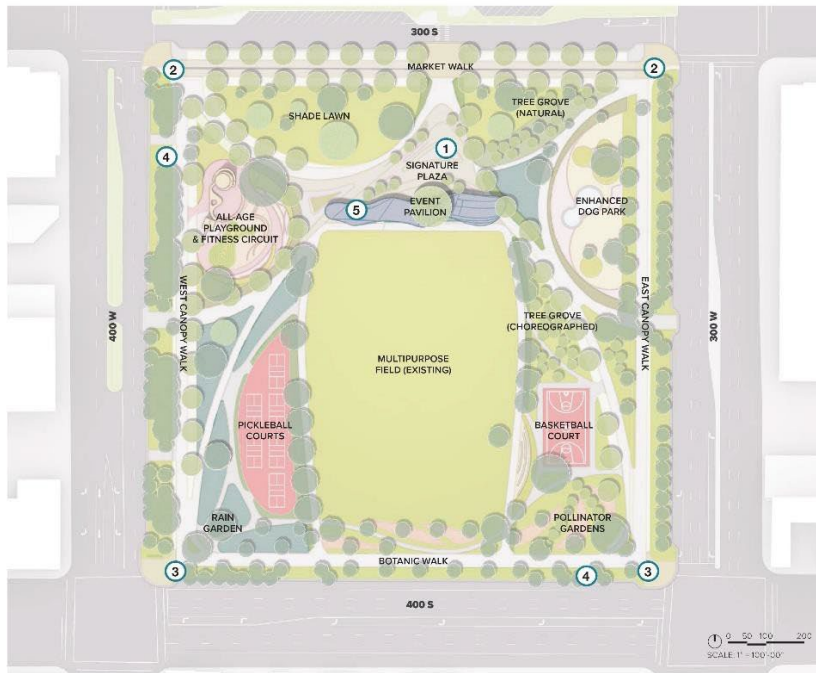 300 S
MARKET WALK
2
2
SHADE LAWN
TREE GROVE
(NATURAL)
1
4
SIGNATURE
PLAZA
5
EVENT
PAVILION
ENHANCED
DOG PARK
ALL-AGE
PLAYGROUND
& FITNESS CIRCUIT
WEST CANOPY WALK
EAST CANOPY WALK
400 W
300 W
TREE GROVE
(CHOREOGRAPHED)
MULTIPURPOSE
FIELD (EXISTING)
PICKLEBALL
COURTS
BASKETBALL
COURT
RAIN
GARDEN
POLLINATOR
GARDENS
BOTANIC WALK
3
4
3
400 S
0 50 100 200
SCALE: 1" = 100'-00"